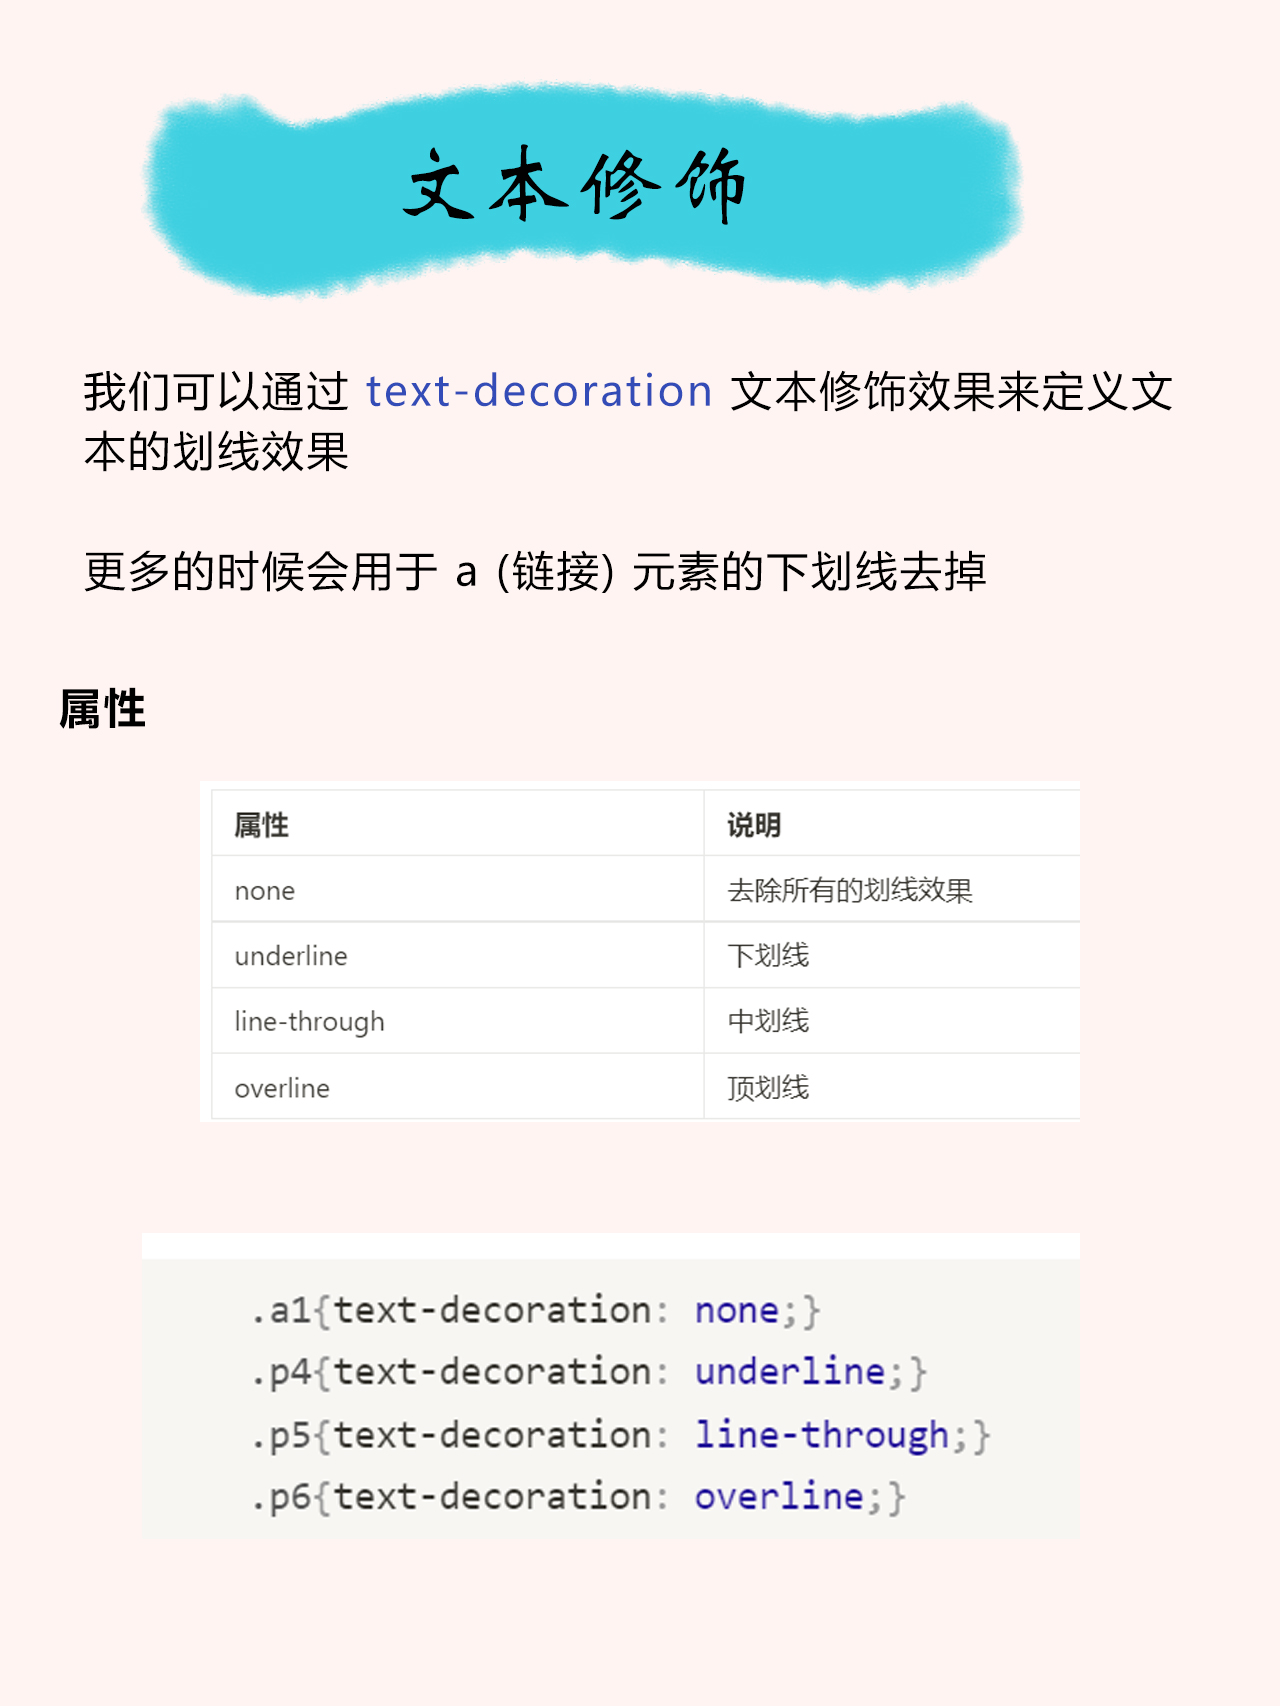 文本修饰
我们可以通过 text-decoration 文本修饰效果来定义文
本的划线效果
更多的时候会用于 a (链接) 元素的下划线去掉
属性
属性 说明
none 去除所有的划线效果
underline 下划线
line-through 中划线
overline 顶划线
.a1{text-decoration: none;}
.p4{text-decoration: underline;}
.p5{text-decoration: line-through;}
.p6{text-decoration: overline;}